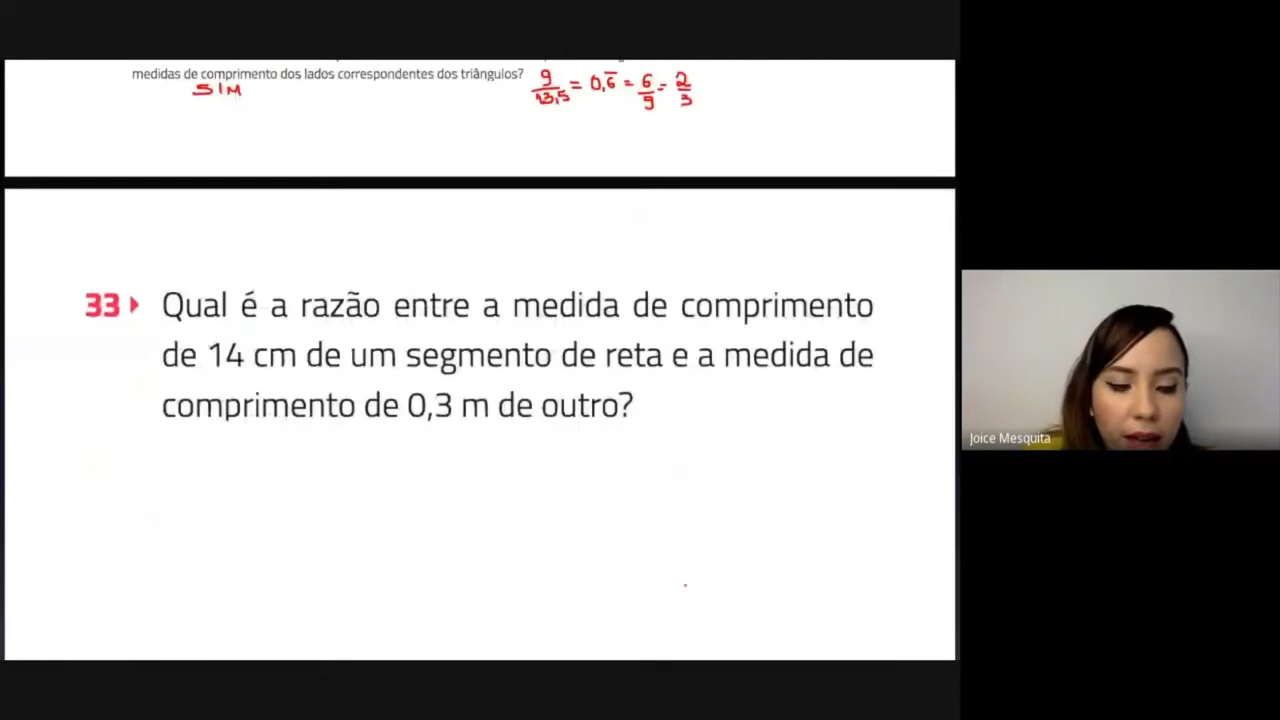 medidas de comprimento dos lados correspondentes dos triângulos?
SIM
9/13,5 = 0,6̅ = 6/9 = 2/3
33 Qual é a razão entre a medida de comprimento
de 14 cm de um segmento de reta e a medida de
comprimento de 0,3 m de outro?
Joice Mesquita